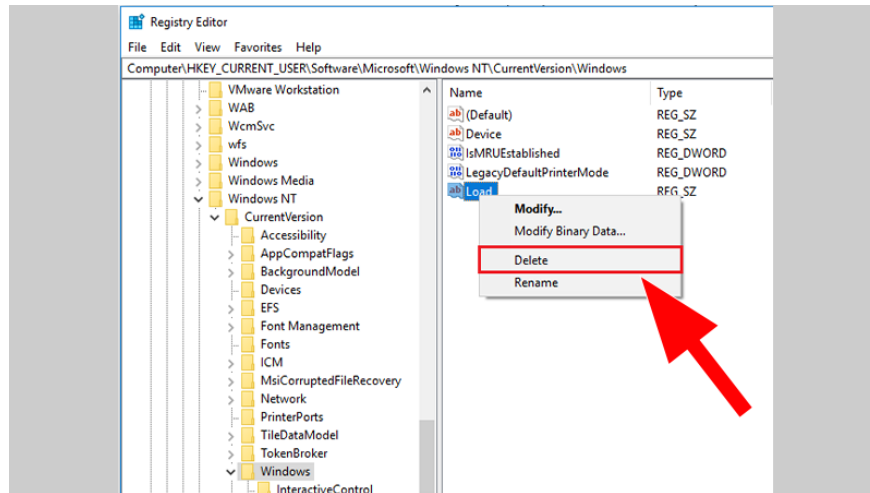 Registry Editor
File Edit View Favorites Help
Computer\HKEY_CURRENT_USER\Software\Microsoft\Windows NT\CurrentVersion\Windows
VMware Workstation
WAB
WcmSvc
wfs
Windows
Windows Media
Windows NT
CurrentVersion
Accessibility
AppCompatFlags
BackgroundModel
Devices
EFS
Font Management
Fonts
ICM
MsiCorruptedFileRecovery
Network
PrinterPorts
TileDataModel
TokenBroker
Windows
InteractiveControl
Name Type
(Default) REG_SZ
Device REG_SZ
IsMRUEstablished REG_DWORD
LegacyDefaultPrinterMode REG_DWORD
Load REG_SZ
Modify...
Modify Binary Data...
Delete
Rename